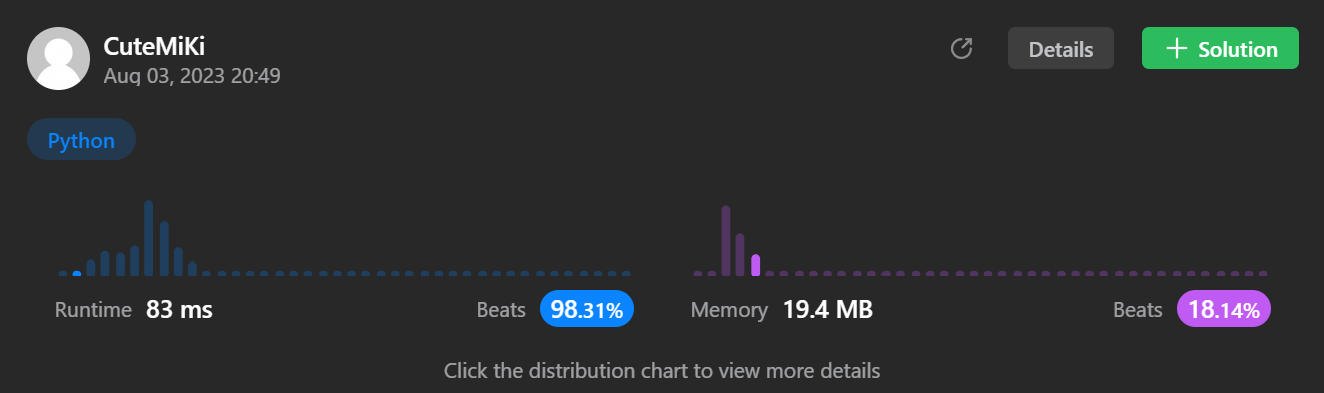 CuteMiKi
Aug 03, 2023 20:49
Details
Solution
Python
Runtime 83 ms
Beats 98.31%
Memory 19.4 MB
Beats 18.14%
Click the distribution chart to view more details